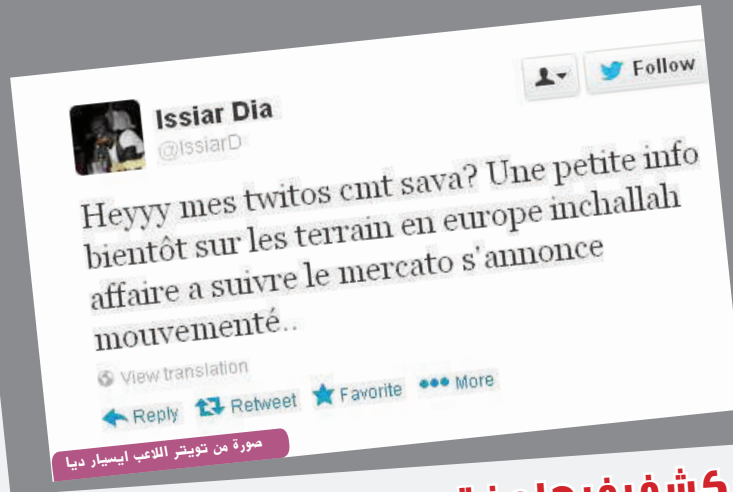 Issiar Dia
@IssiarD
Follow
Heyyy mes twitos cmt sava? Une petite info
bientôt sur les terrain en europe inchallah
affaire a suivre le mercato s'annonce
mouvementé..
View translation
Reply Retweet Favorite More
صورة من تويتر اللاعب ايسيار ديا